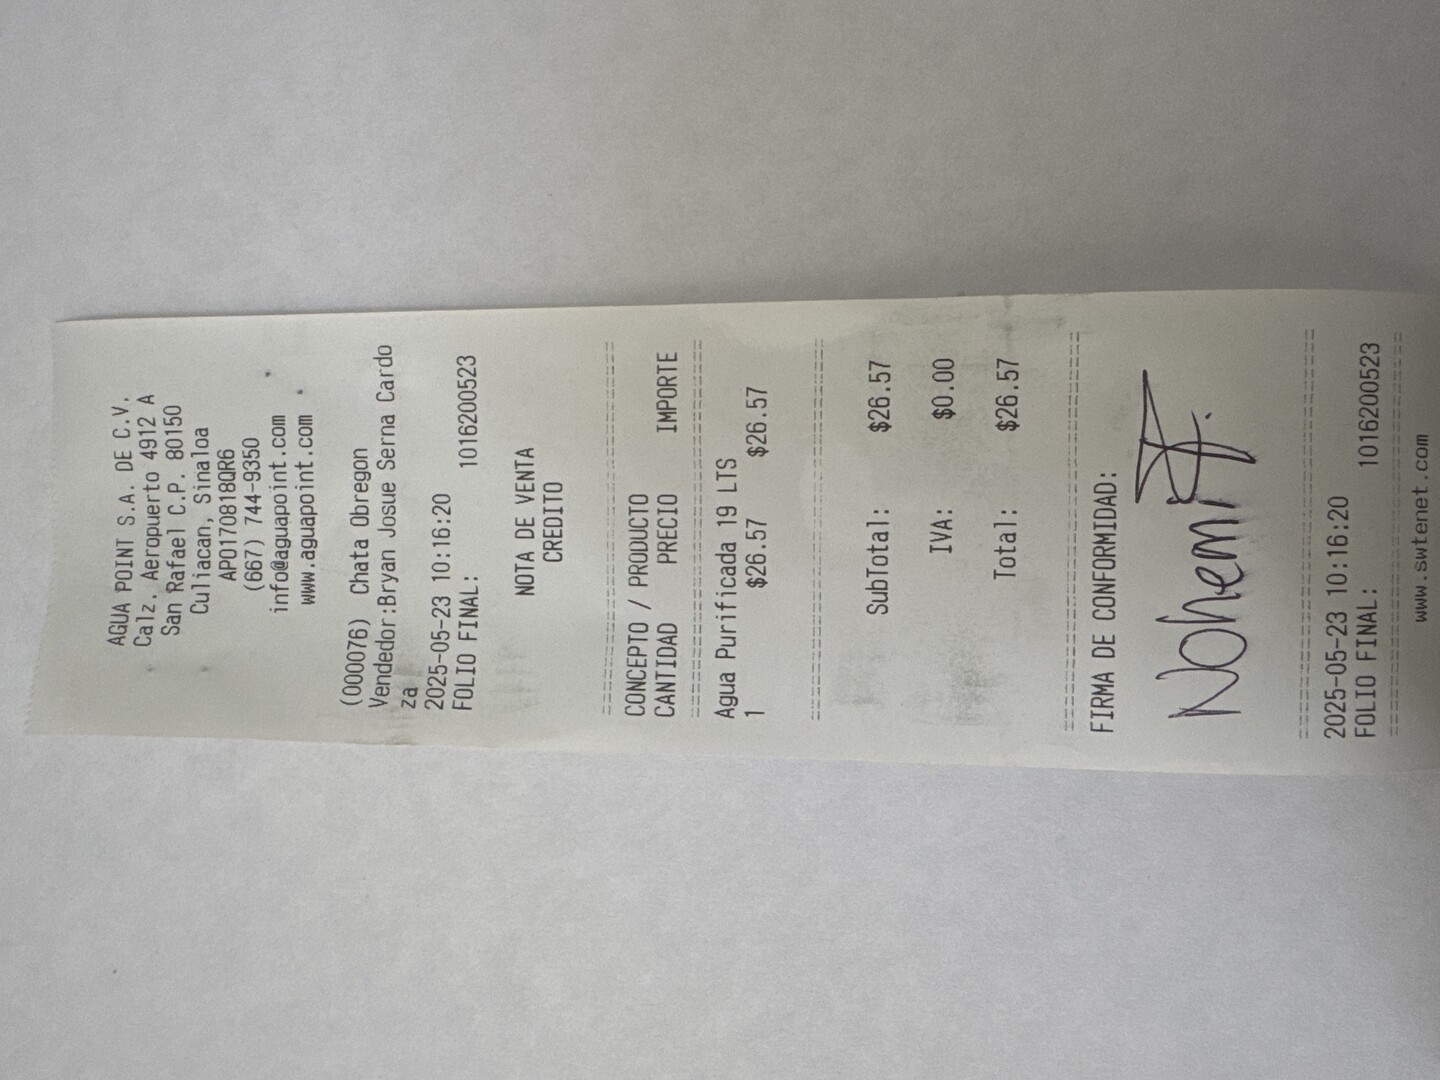 AGUA POINT S.A. DE C.V.
Calz. Aeropuerto 4912 A
San Rafael C.P. 80150
Culiacan, Sinaloa
APO170818QR6
(667) 744-9350
info@aguapoint.com
www.aguapoint.com
(000076) Chata Obregon
Vendedor:Bryan Josue Serna Cardo
za
2025-05-23 10:16:20
FOLIO FINAL: 1016200523
NOTA DE VENTA
CREDITO
CONCEPTO / PRODUCTO
CANTIDAD PRECIO IMPORTE
Agua Purificada 19 LTS
1 $26.57 $26.57
SubTotal: $26.57
IVA: $0.00
Total: $26.57
FIRMA DE CONFORMIDAD:
Nohemi F.
2025-05-23 10:16:20
FOLIO FINAL: 1016200523
www.swtenet.com